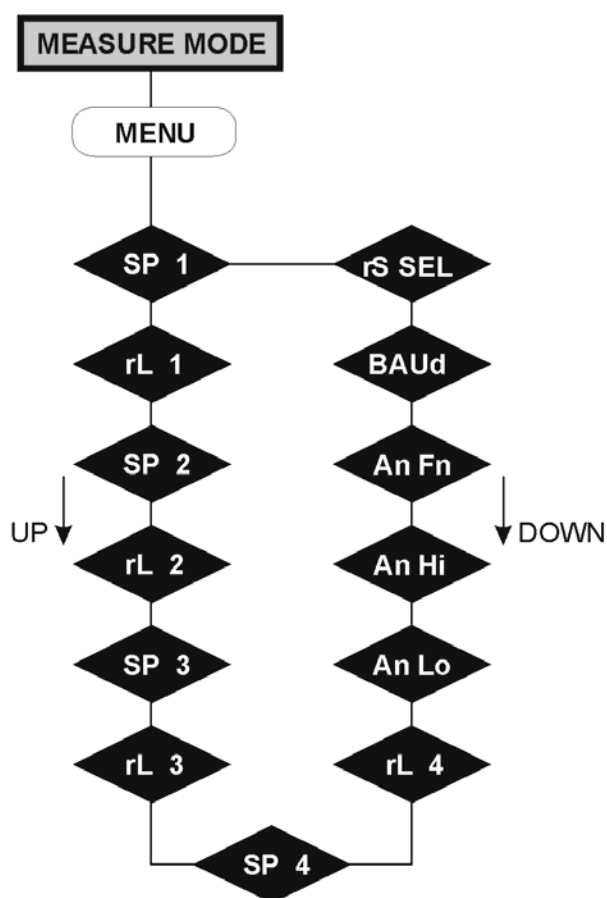 MEASURE MODE
MENU
SP 1
rS SEL
rL 1
BAUd
SP 2
An Fn
UP
DOWN
rL 2
An Hi
SP 3
An Lo
rL 3
rL 4
SP 4